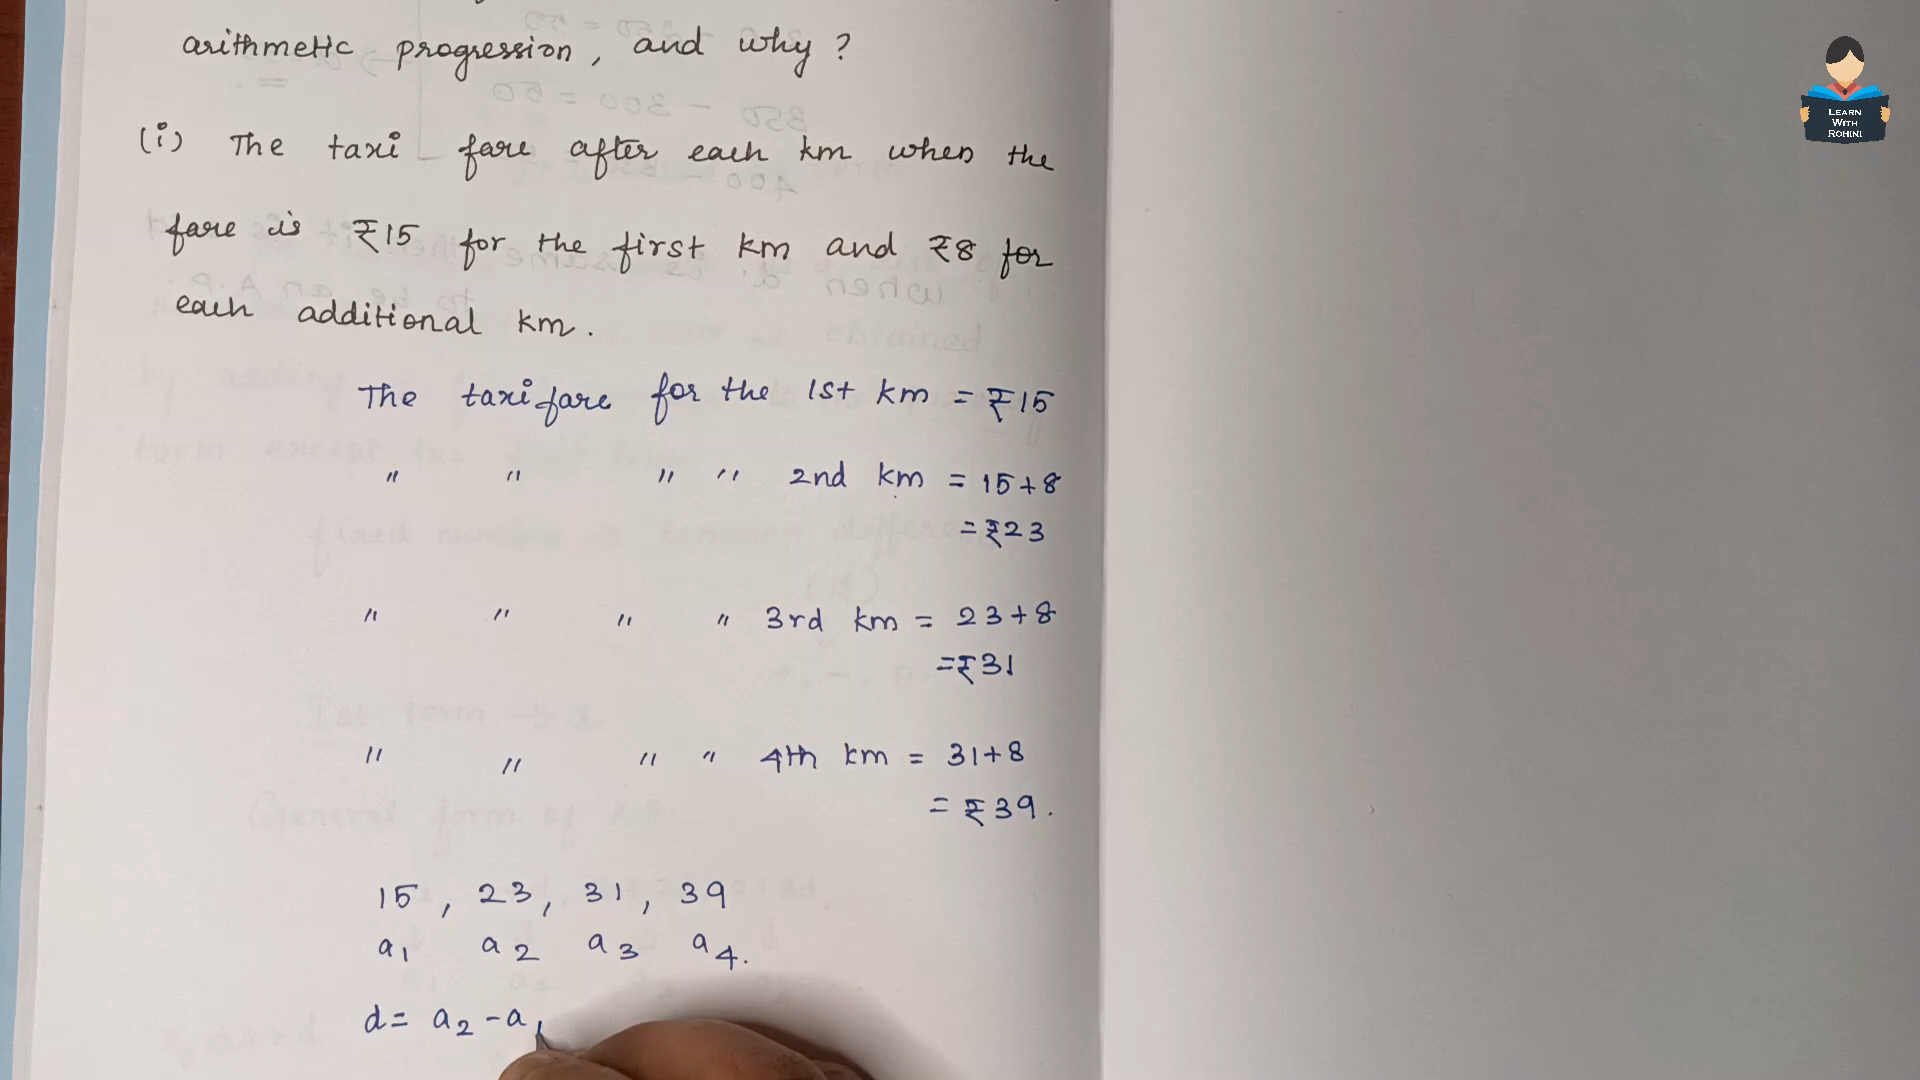 arithmetic progression, and why?
(i) The taxi fare after each km when the
fare is ₹15 for the first km and ₹8 for
each additional km.
The taxi fare for the 1st km = ₹15
" " " " 2nd km = 15+8
= ₹23
" " " " 3rd km = 23+8
= ₹31
" " " " 4th km = 31+8
= ₹39.
15, 23, 31, 39
a1 a2 a3 a4.
d = a2 - a1
LEARN
WITH
ROHINI